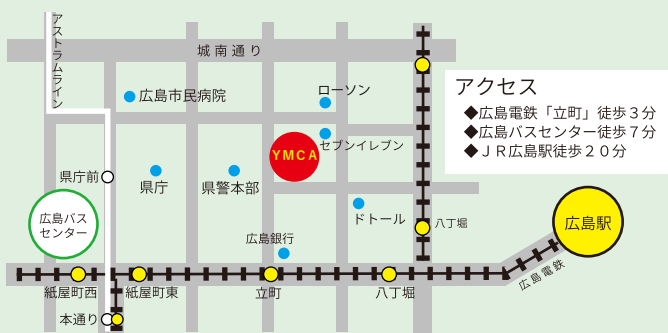 アストラムライン
城南通り
広島市民病院
ローソン
セブンイレブン
YMCA
アクセス
◆広島電鉄「立町」徒歩3分
◆広島バスセンター徒歩7分
◆JR広島駅徒歩20分
県庁前
県庁
県警本部
広島バス
センター
ドトール
八丁堀
広島駅
広島銀行
広島電鉄
紙屋町西
紙屋町東
立町
八丁堀
本通り